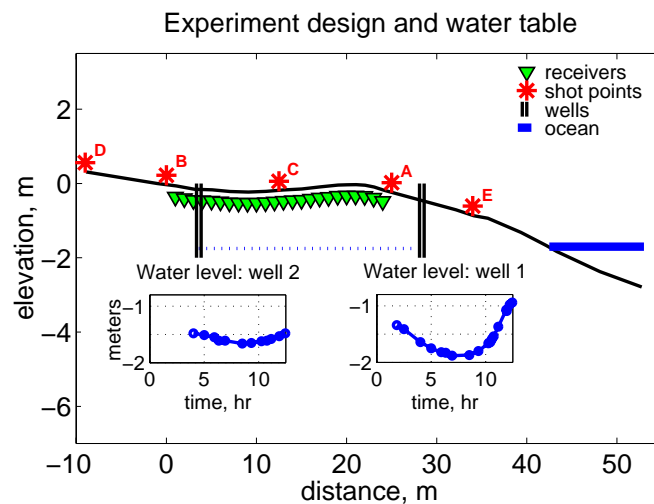 Experiment design and water table
receivers
shot points
wells
ocean
D
B
C
A
E
2
0
−2
−4
−6
elevation, m
Water level: well 2
Water level: well 1
−1
−2
meters
0
5
10
time, hr
−1
−2
0
5
10
time, hr
−10
0
10
20
30
40
50
distance, m